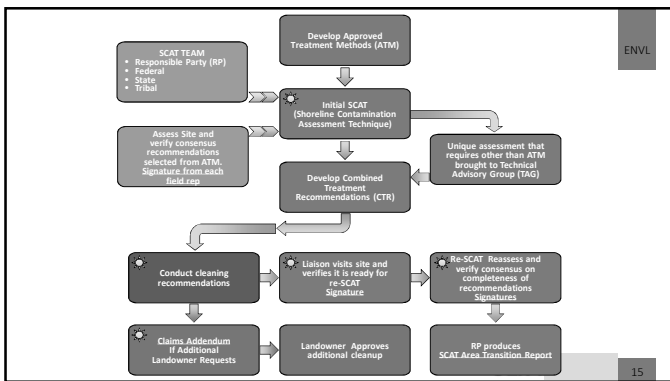 Develop Approved
Treatment Methods (ATM)
ENVL
SCAT TEAM
• Responsible Party (RP)
• Federal
• State
• Tribal
Initial SCAT
(Shoreline Contamination
Assessment Technique)
Assess Site and
verify consensus
recommendations
selected from ATM.
Signature from each
field rep
Unique assessment that
requires other than ATM
brought to Technical
Advisory Group (TAG)
Develop Combined
Treatment
Recommendations (CTR)
Conduct cleaning
recommendations
Liaison visits site and
verifies it is ready for
re-SCAT
Signature
Re-SCAT Reassess and
verify consensus on
completeness of
recommendations
Signatures
Claims Addendum
If Additional
Landowner Requests
Landowner Approves
additional cleanup
RP produces
SCAT Area Transition Report
15